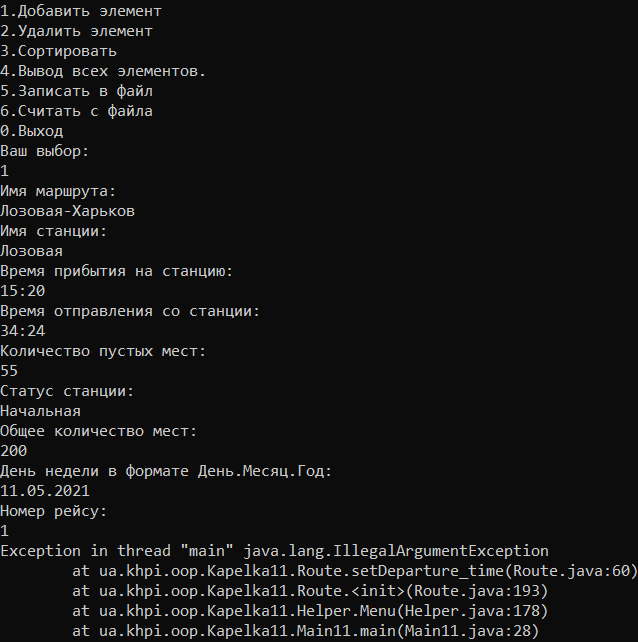 1.Добавить элемент
2.Удалить элемент
3.Сортировать
4.Вывод всех элементов.
5.Записать в файл
6.Считать с файла
0.Выход
Ваш выбор:
1
Имя маршрута:
Лозовая-Харьков
Имя станции:
Лозовая
Время прибытия на станцию:
15:20
Время отправления со станции:
34:24
Количество пустых мест:
55
Статус станции:
Начальная
Общее количество мест:
200
День недели в формате День.Месяц.Год:
11.05.2021
Номер рейсу:
1
Exception in thread "main" java.lang.IllegalArgumentException
at ua.khpi.oop.Kapelka11.Route.setDeparture_time(Route.java:60)
at ua.khpi.oop.Kapelka11.Route.<init>(Route.java:193)
at ua.khpi.oop.Kapelka11.Helper.Menu(Helper.java:178)
at ua.khpi.oop.Kapelka11.Main11.main(Main11.java:28)